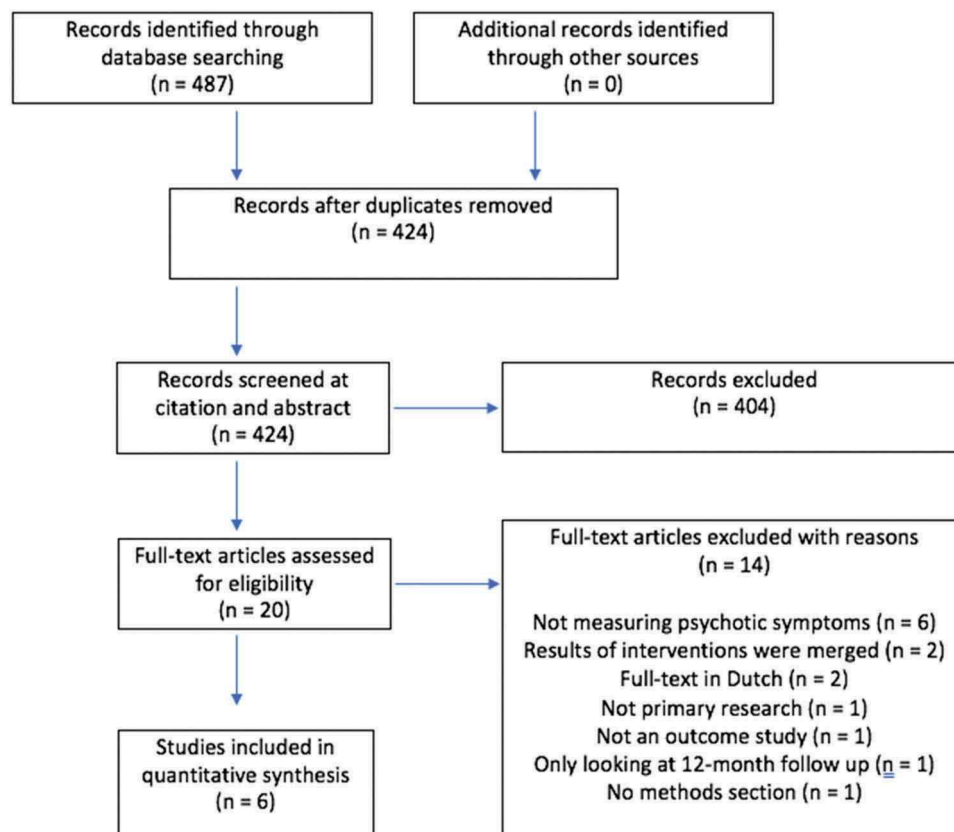 Records identified through
database searching
(n = 487)
Additional records identified
through other sources
(n = 0)
Records after duplicates removed
(n = 424)
Records screened at
citation and abstract
(n = 424)
Records excluded
(n = 404)
Full-text articles assessed
for eligibility
(n = 20)
Full-text articles excluded with reasons
(n = 14)
Not measuring psychotic symptoms (n = 6)
Results of interventions were merged (n = 2)
Full-text in Dutch (n = 2)
Not primary research (n = 1)
Not an outcome study (n = 1)
Only looking at 12-month follow up (n = 1)
No methods section (n = 1)
Studies included in
quantitative synthesis
(n = 6)